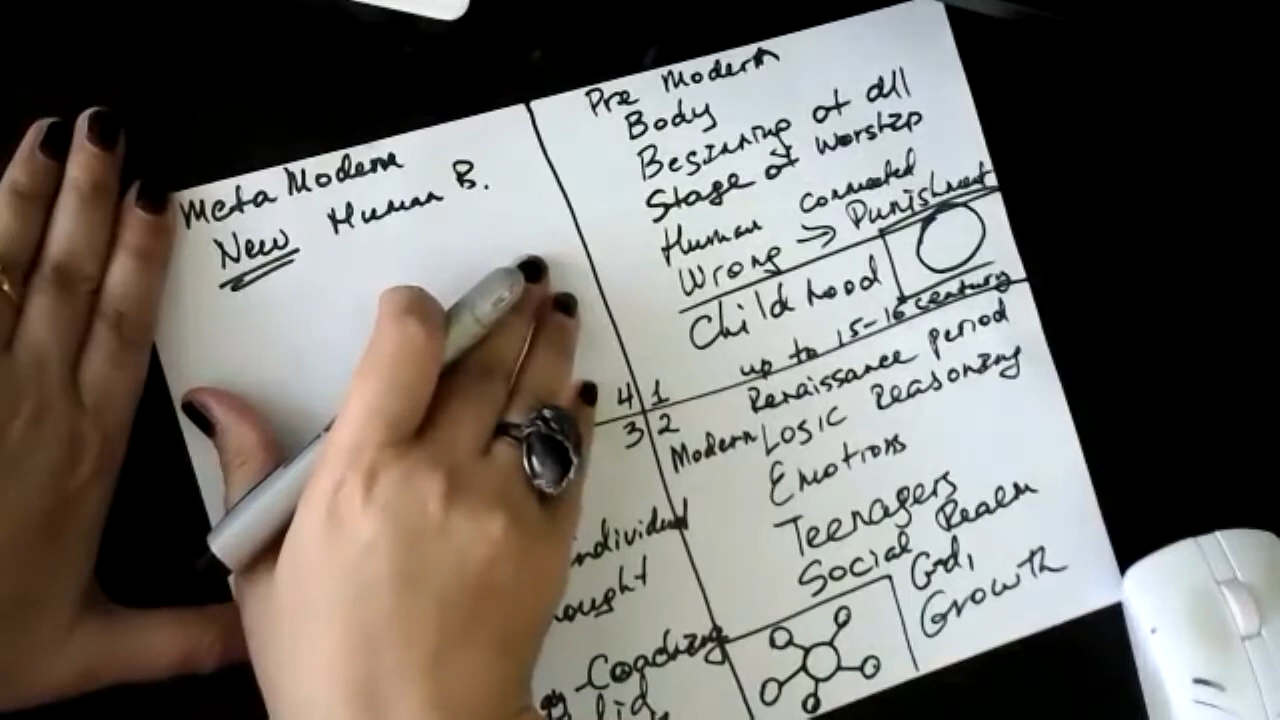 Meta Modern
New Human B.
Pre Modern
Body
Beginning of all
Stage of worship
Human connected
Wrong → Punishment
Childhood
up to 15-16 century
4 1
3 2
Renaissance period
Modern Logic Reasoning
Emotions
Teenagers
Social Realm
God,
Growth
individual
Coaching